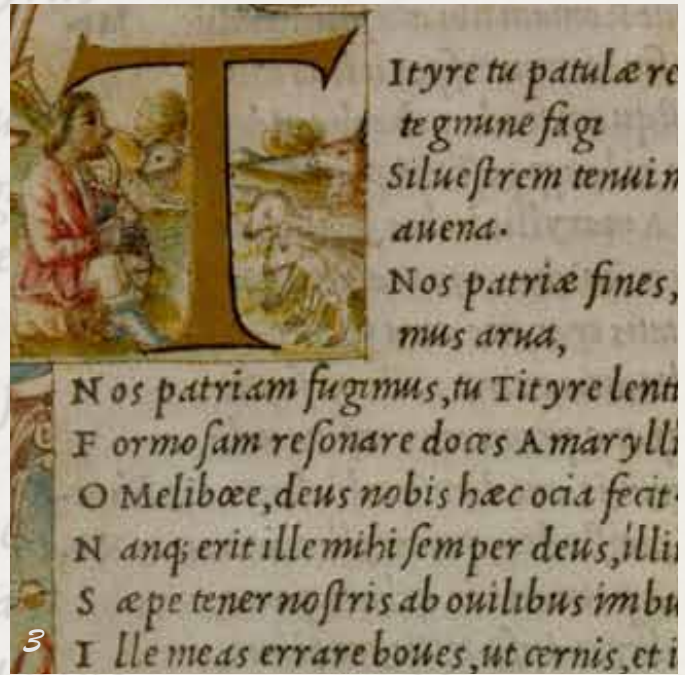 TItyre tu patulæ re
tegmine fagi
Silueſtrem tenui m
auena.
Nos patriæ fines,
mus arua,
N os patriam fugimus,tu Tityre lent
F ormoſam reſonare doces Amarylli
O Melibœe,deus nobis hæc ocia fecit.
N anq; erit ille mihi ſemper deus,illi
S æpe tener noſtris ab ouilibus imbu
I lle meas errare boues,ut cernis,et i
3